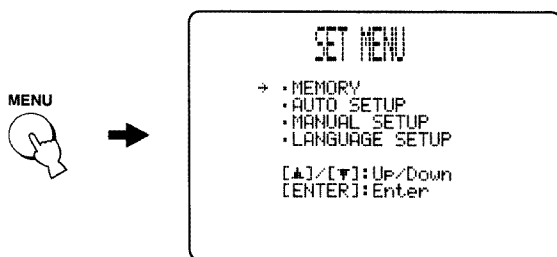 MENU
SET MENU
→ ・MEMORY
・AUTO SETUP
・MANUAL SETUP
・LANGUAGE SETUP
[▲]/[▼]:Up/Down
[ENTER]:Enter